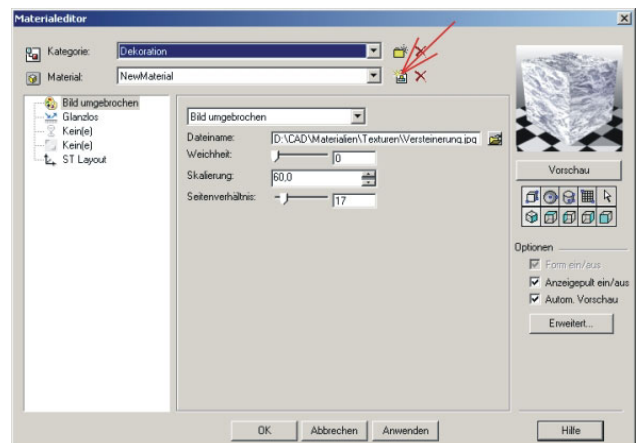 Materialeditor
Kategorie: Dekoration
Material: NewMaterial
Bild umgebrochen
Glanzlos
Kein(e)
Kein(e)
ST Layout
Bild umgebrochen
Dateiname: D:\CAD\Materialien\Texturen\Versteinerung.jpg
Weichheit: 0
Skalierung: 60,0
Seitenverhältnis: 17
Vorschau
Optionen
Form ein/aus
Anzeigepult ein/aus
Autom. Vorschau
Erweitert...
OK Abbrechen Anwenden Hilfe